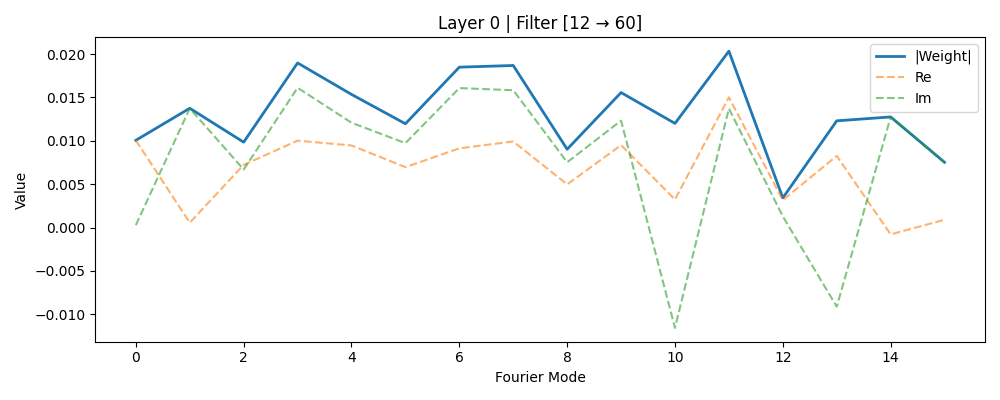 Layer 0 | Filter [12 → 60]
|Weight|
Re
Im
0.020
0.015
0.010
0.005
0.000
−0.005
−0.010
Value
0 2 4 6 8 10 12 14
Fourier Mode